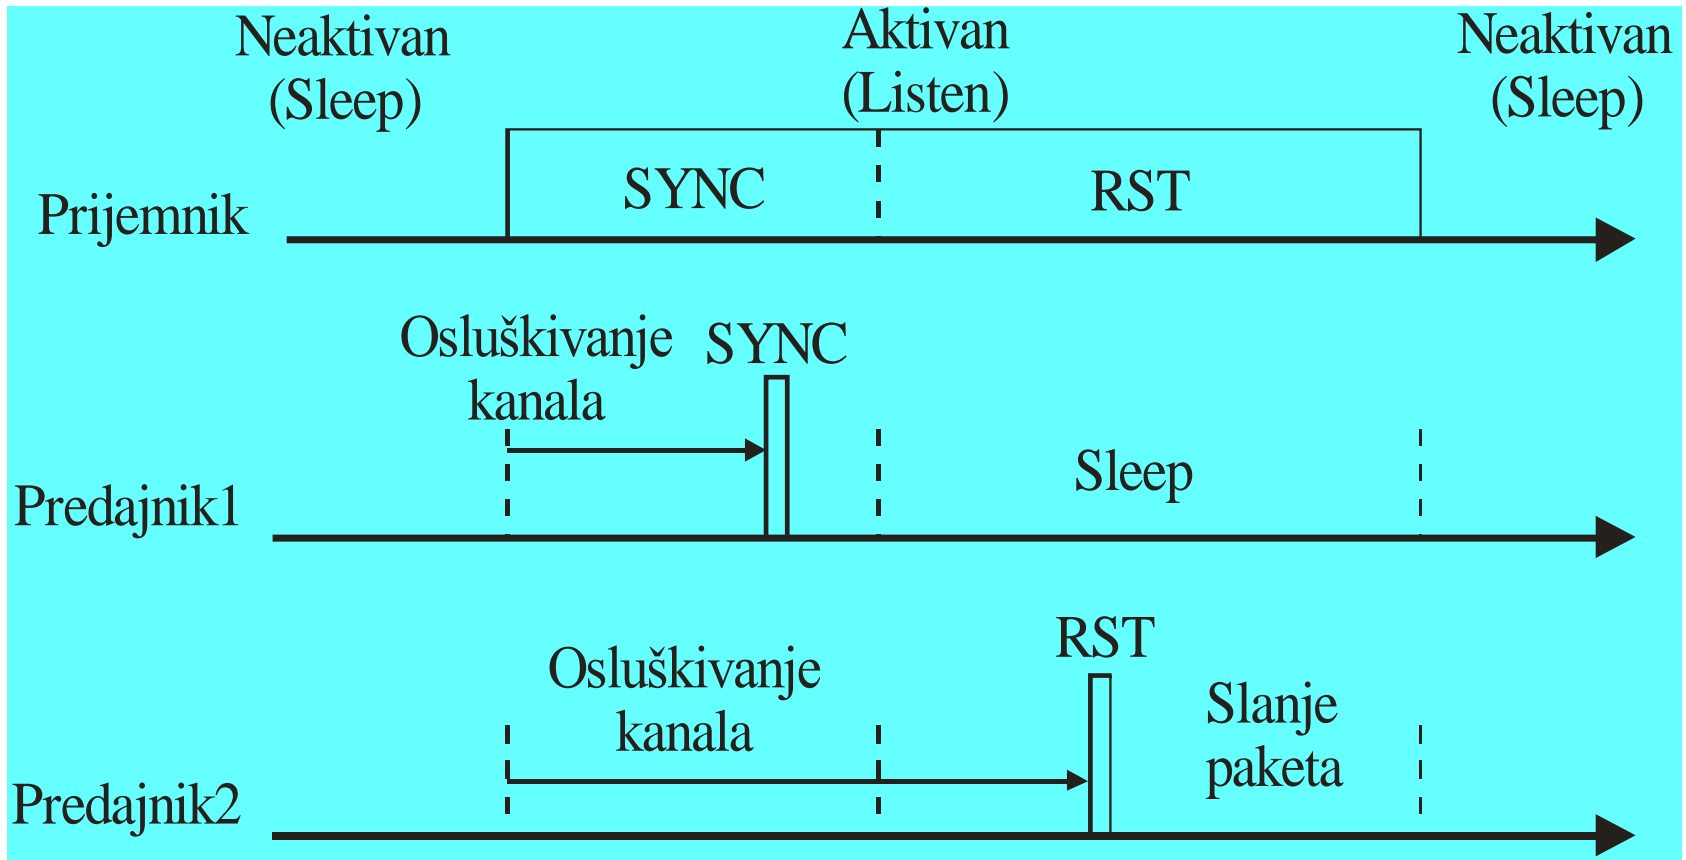 Neaktivan
(Sleep)
Aktivan
(Listen)
Neaktivan
(Sleep)
Prijemnik
SYNC
RST
Osluškivanje
kanala
SYNC
Predajnik1
Sleep
Osluškivanje
kanala
RST
Slanje
paketa
Predajnik2